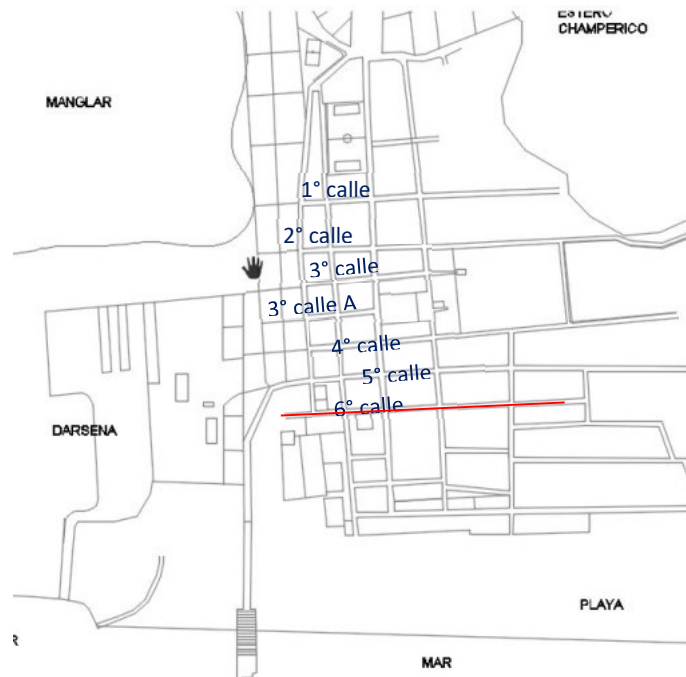 ESTERO
CHAMPERICO
MANGLAR
1° calle
2° calle
3° calle
3° calle A
4° calle
5° calle
6° calle
DARSENA
PLAYA
R
MAR